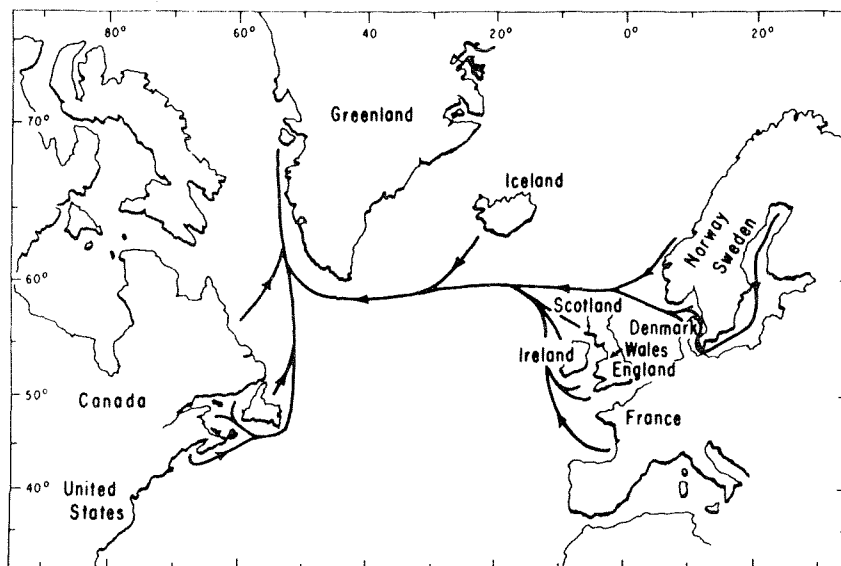 80°
60°
40
20
0°
20°
70°
60°
50°
40°
Greenland
Iceland
Norway
Sweden
Scotland
Denmark
Wales
Ireland
England
Canada
France
United
States